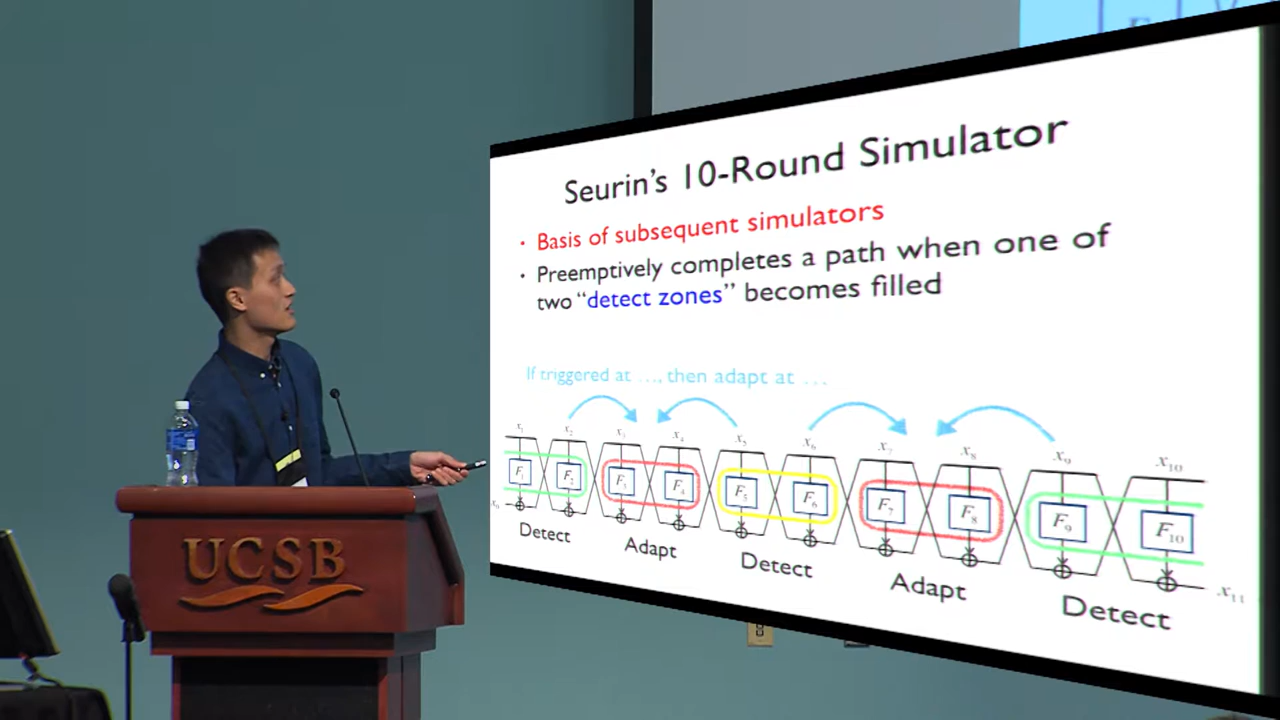 Seurin's 10-Round Simulator
• Basis of subsequent simulators
• Preemptively completes a path when one of
two "detect zones" becomes filled
If triggered at ..., then adapt at ...
x1 x2 x3 x4 x5 x6 x7 x8 x9 x10
F1 F2 F3 F4 F5 F6 F7 F8 F9 F10
x0 x11
Detect Adapt Detect Adapt Detect
UCSB